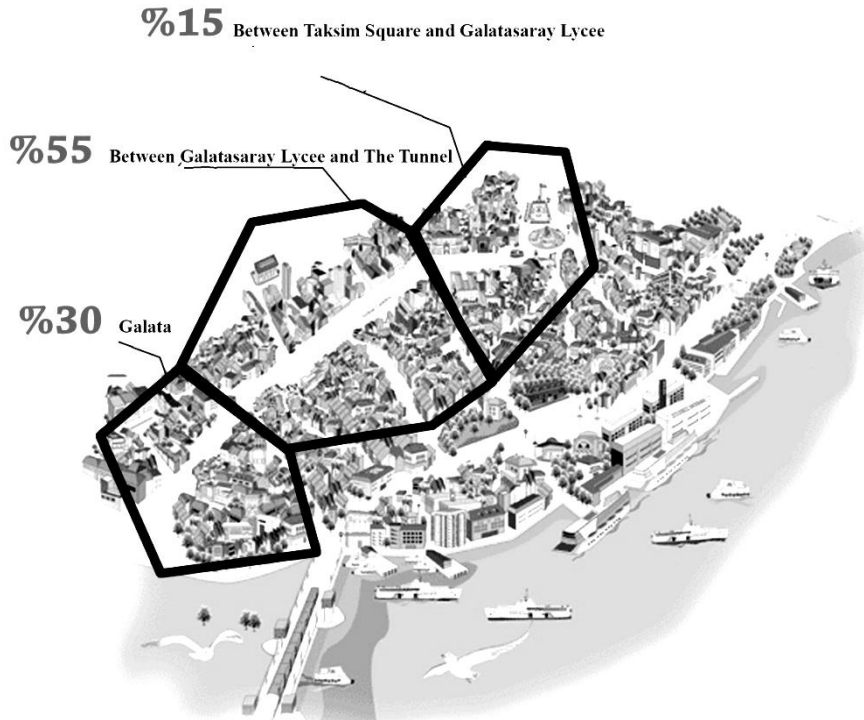 %15 Between Taksim Square and Galatasaray Lycee
%55 Between Galatasaray Lycee and The Tunnel
%30 Galata